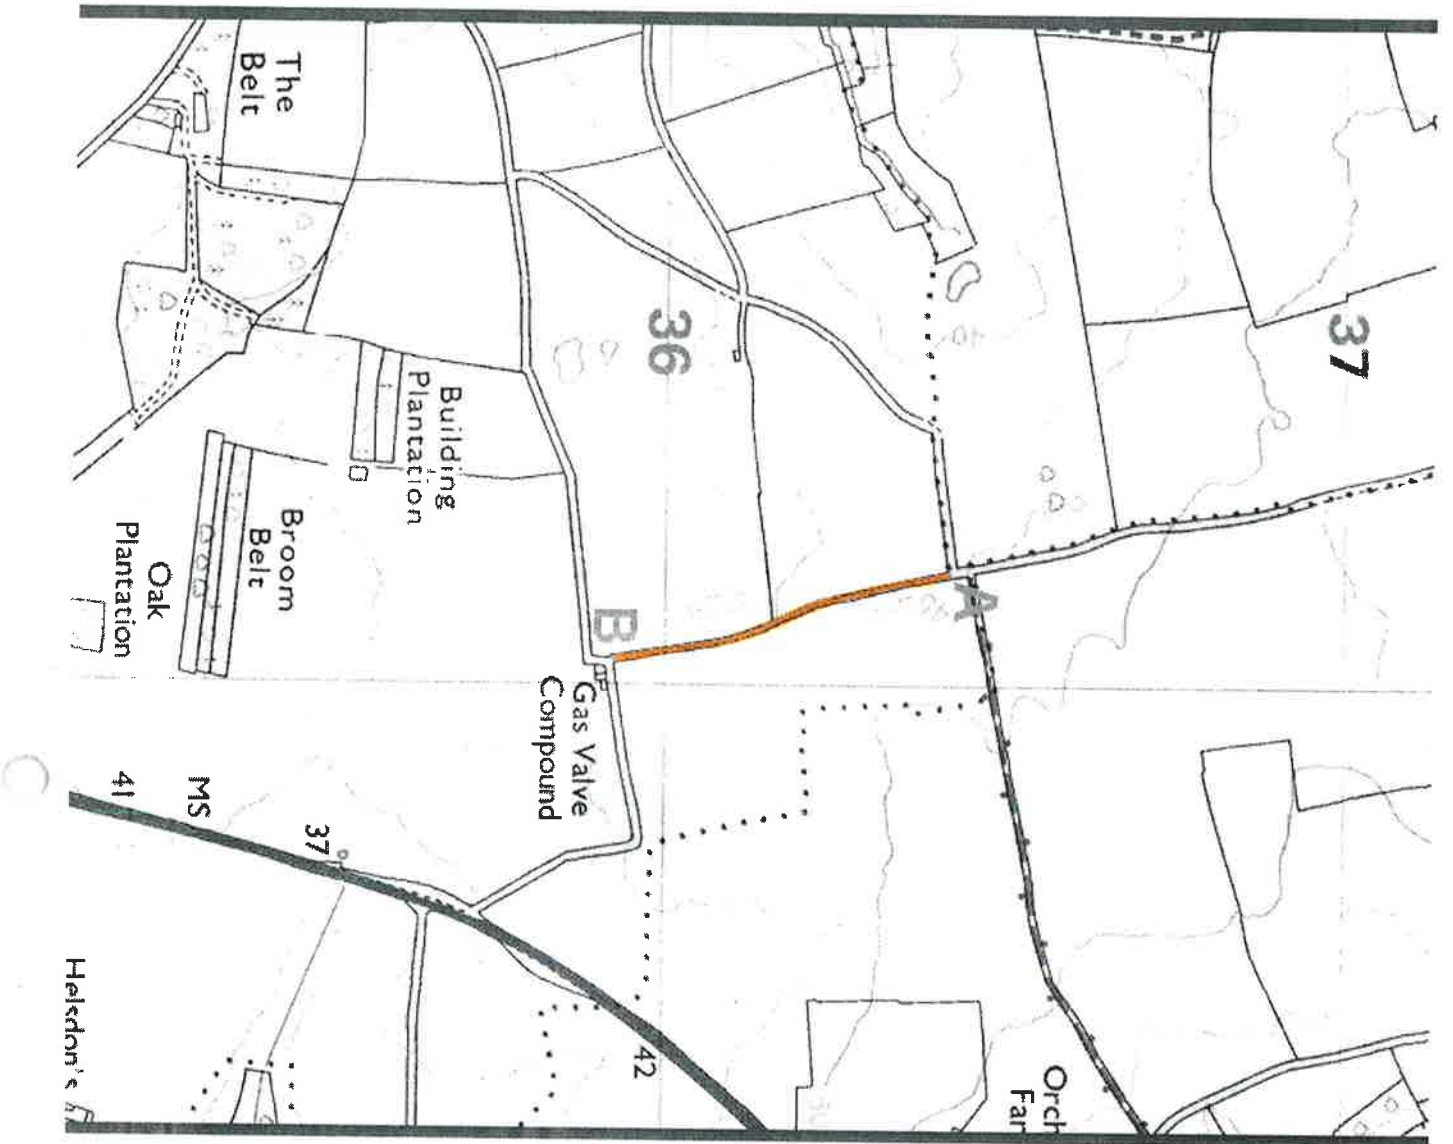 The
Belt
36
37
Building
Plantation
Broom
Belt
Oak
Plantation
A
B
Gas Valve
Compound
MS
41
37
42
Helsdon's
Orch
Far